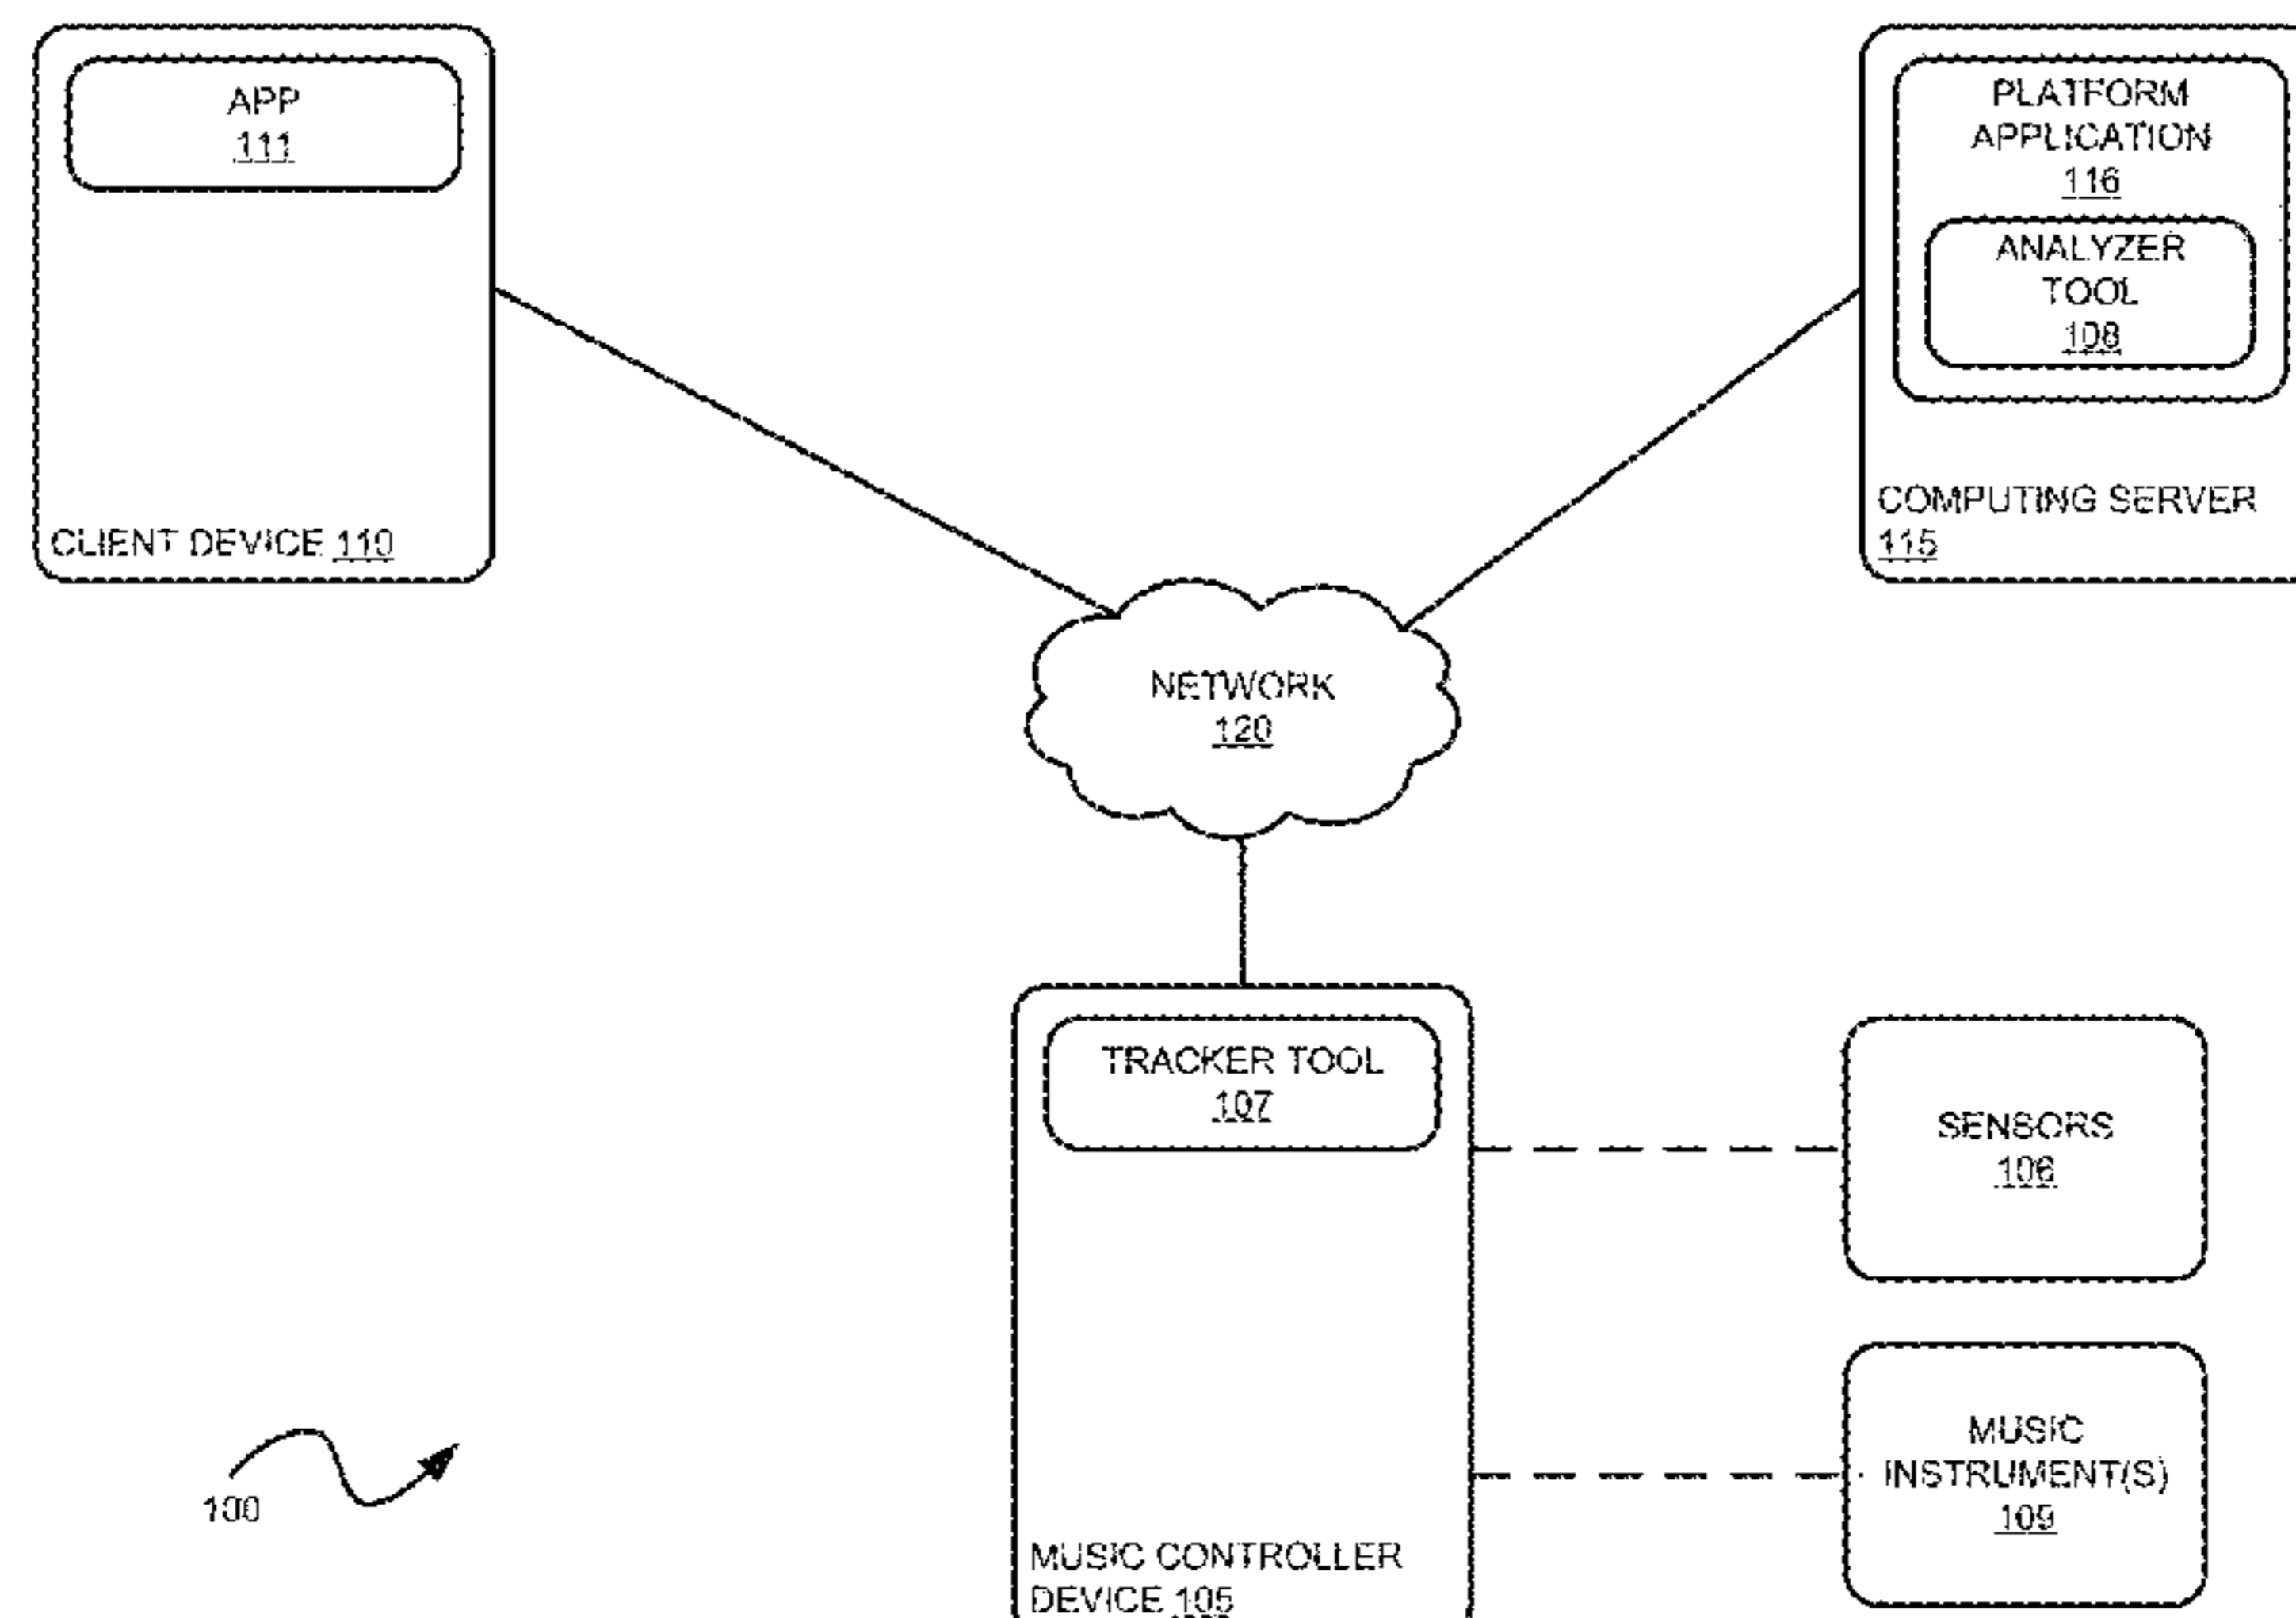 APP
111
CLIENT DEVICE 110
PLATFORM
APPLICATION
116
ANALYZER
TOOL
108
COMPUTING SERVER
115
NETWORK
120
TRACKER TOOL
107
MUSIC CONTROLLER
DEVICE 105
SENSORS
106
MUSIC
INSTRUMENT(S)
109
100